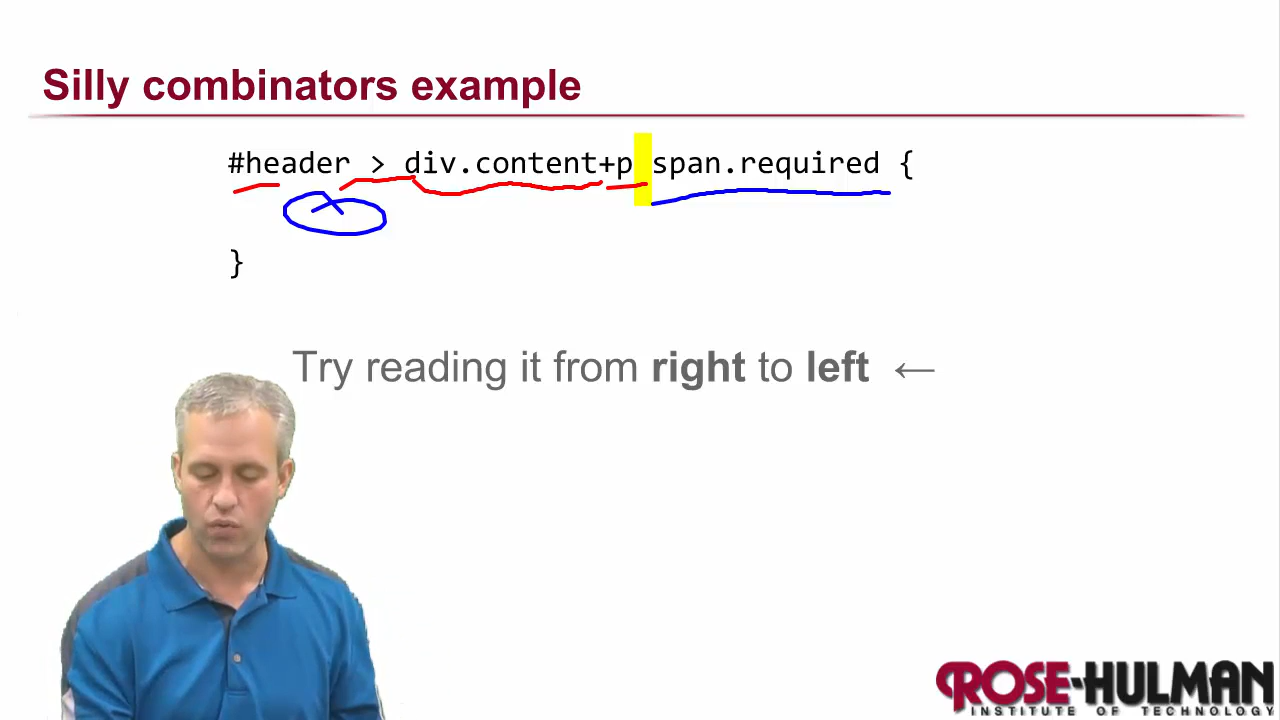 Silly combinators example
#header > div.content+p span.required {
}
Try reading it from right to left ←
ROSE-HULMAN
INSTITUTE OF TECHNOLOGY